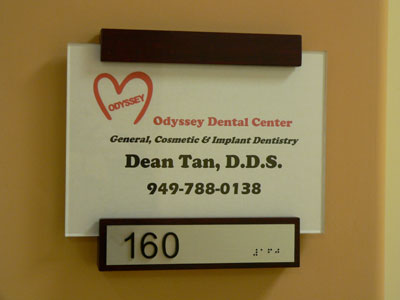 ODYSSEY
Odyssey Dental Center
General, Cosmetic & Implant Dentistry
Dean Tan, D.D.S.
949-788-0138
160